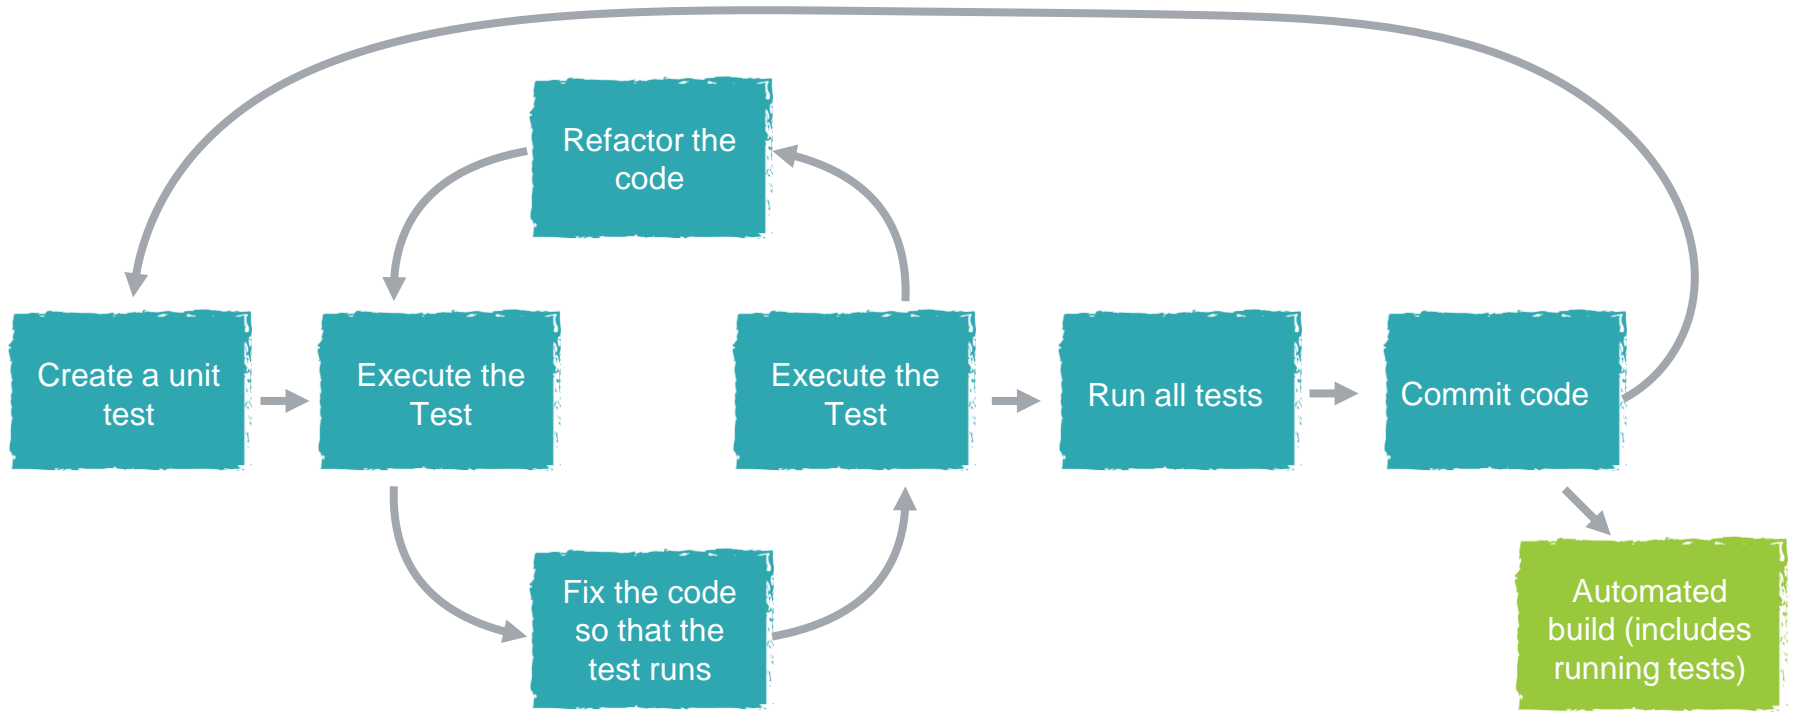 Refactor the
code
Create a unit
test
Execute the
Test
Execute the
Test
Run all tests
Commit code
Fix the code
so that the
test runs
Automated
build (includes
running tests)